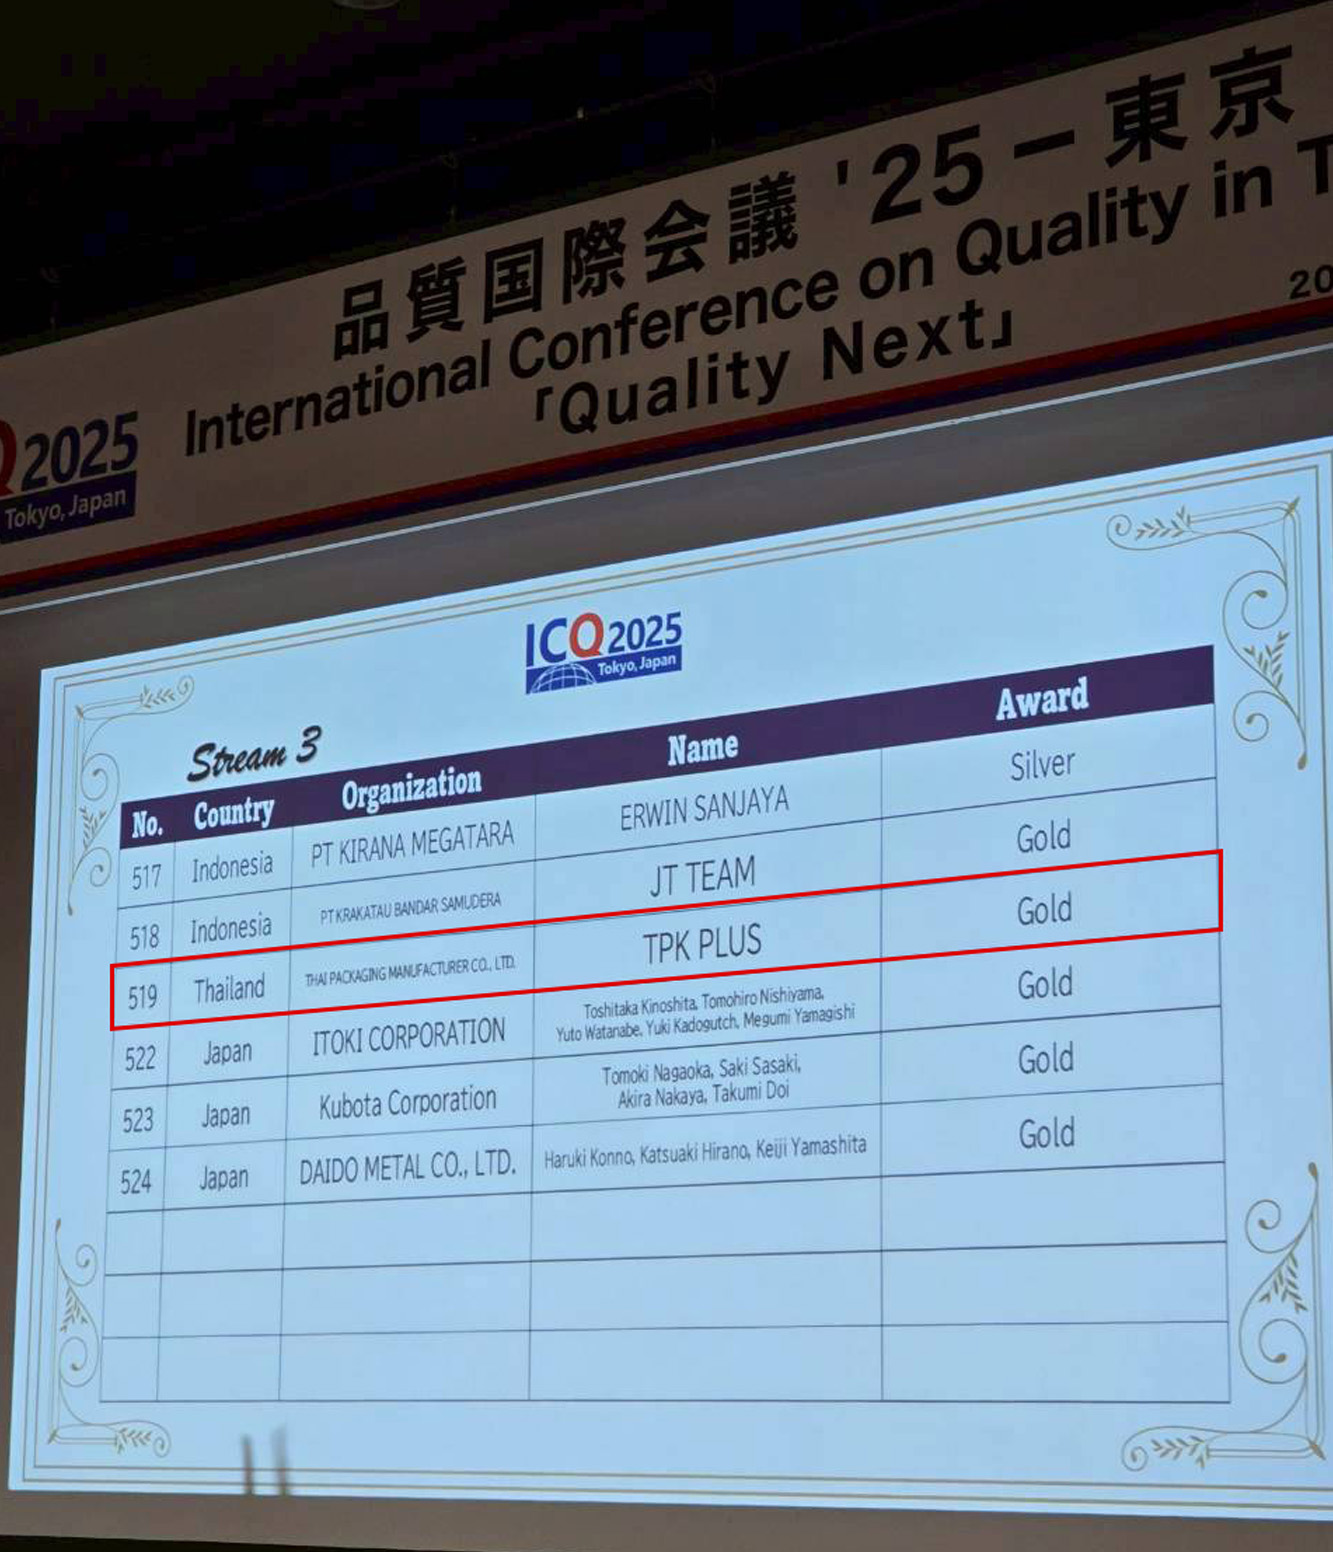 品質国際会議 '25－東京
International Conference on Quality in T
「Quality Next」
20
Q2025
Tokyo, Japan
ICQ2025
Tokyo, Japan
Stream 3
No. Country Organization Name Award
517 Indonesia PT KIRANA MEGATARA ERWIN SANJAYA Silver
518 Indonesia PT KRAKATAU BANDAR SAMUDERA JT TEAM Gold
519 Thailand THAI PACKAGING MANUFACTURER CO., LTD. TPK PLUS Gold
522 Japan ITOKI CORPORATION Toshitaka Kinoshita, Tomohiro Nishiyama,
Yuto Watanabe, Yuki Kadogutch, Megumi Yamagishi Gold
523 Japan Kubota Corporation Tomoki Nagaoka, Saki Sasaki,
Akira Nakaya, Takumi Doi Gold
524 Japan DAIDO METAL CO., LTD. Haruki Konno, Katsuaki Hirano, Keiji Yamashita Gold